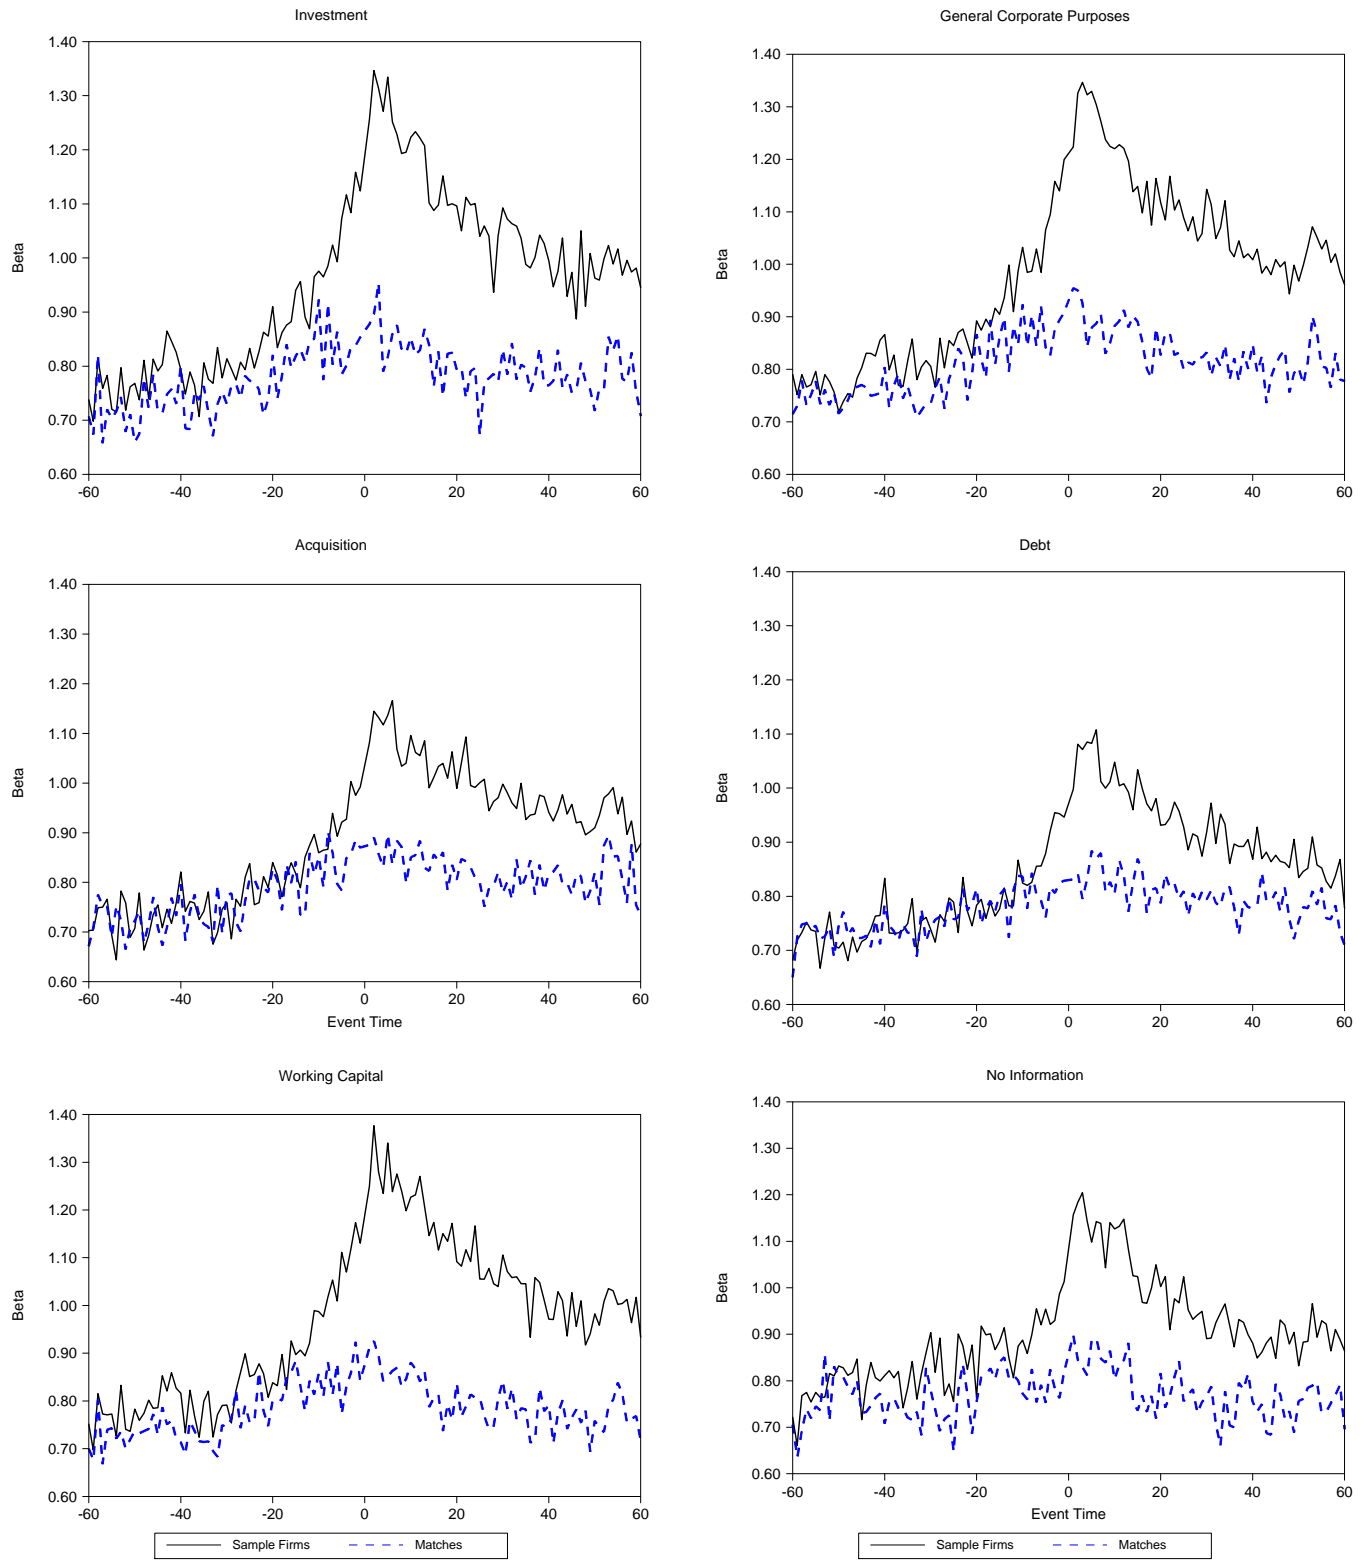 Investment
1.40
1.30
1.20
1.10
1.00
0.90
0.80
0.70
0.60
Beta
-60 -40 -20 0 20 40 60
General Corporate Purposes
1.40
1.30
1.20
1.10
1.00
0.90
0.80
0.70
0.60
Beta
-60 -40 -20 0 20 40 60
Acquisition
1.40
1.30
1.20
1.10
1.00
0.90
0.80
0.70
0.60
Beta
-60 -40 -20 0 20 40 60
Event Time
Debt
1.40
1.30
1.20
1.10
1.00
0.90
0.80
0.70
0.60
Beta
-60 -40 -20 0 20 40 60
Working Capital
1.40
1.30
1.20
1.10
1.00
0.90
0.80
0.70
0.60
Beta
-60 -40 -20 0 20 40 60
Sample Firms Matches
No Information
1.40
1.30
1.20
1.10
1.00
0.90
0.80
0.70
0.60
Beta
-60 -40 -20 0 20 40 60
Event Time
Sample Firms Matches